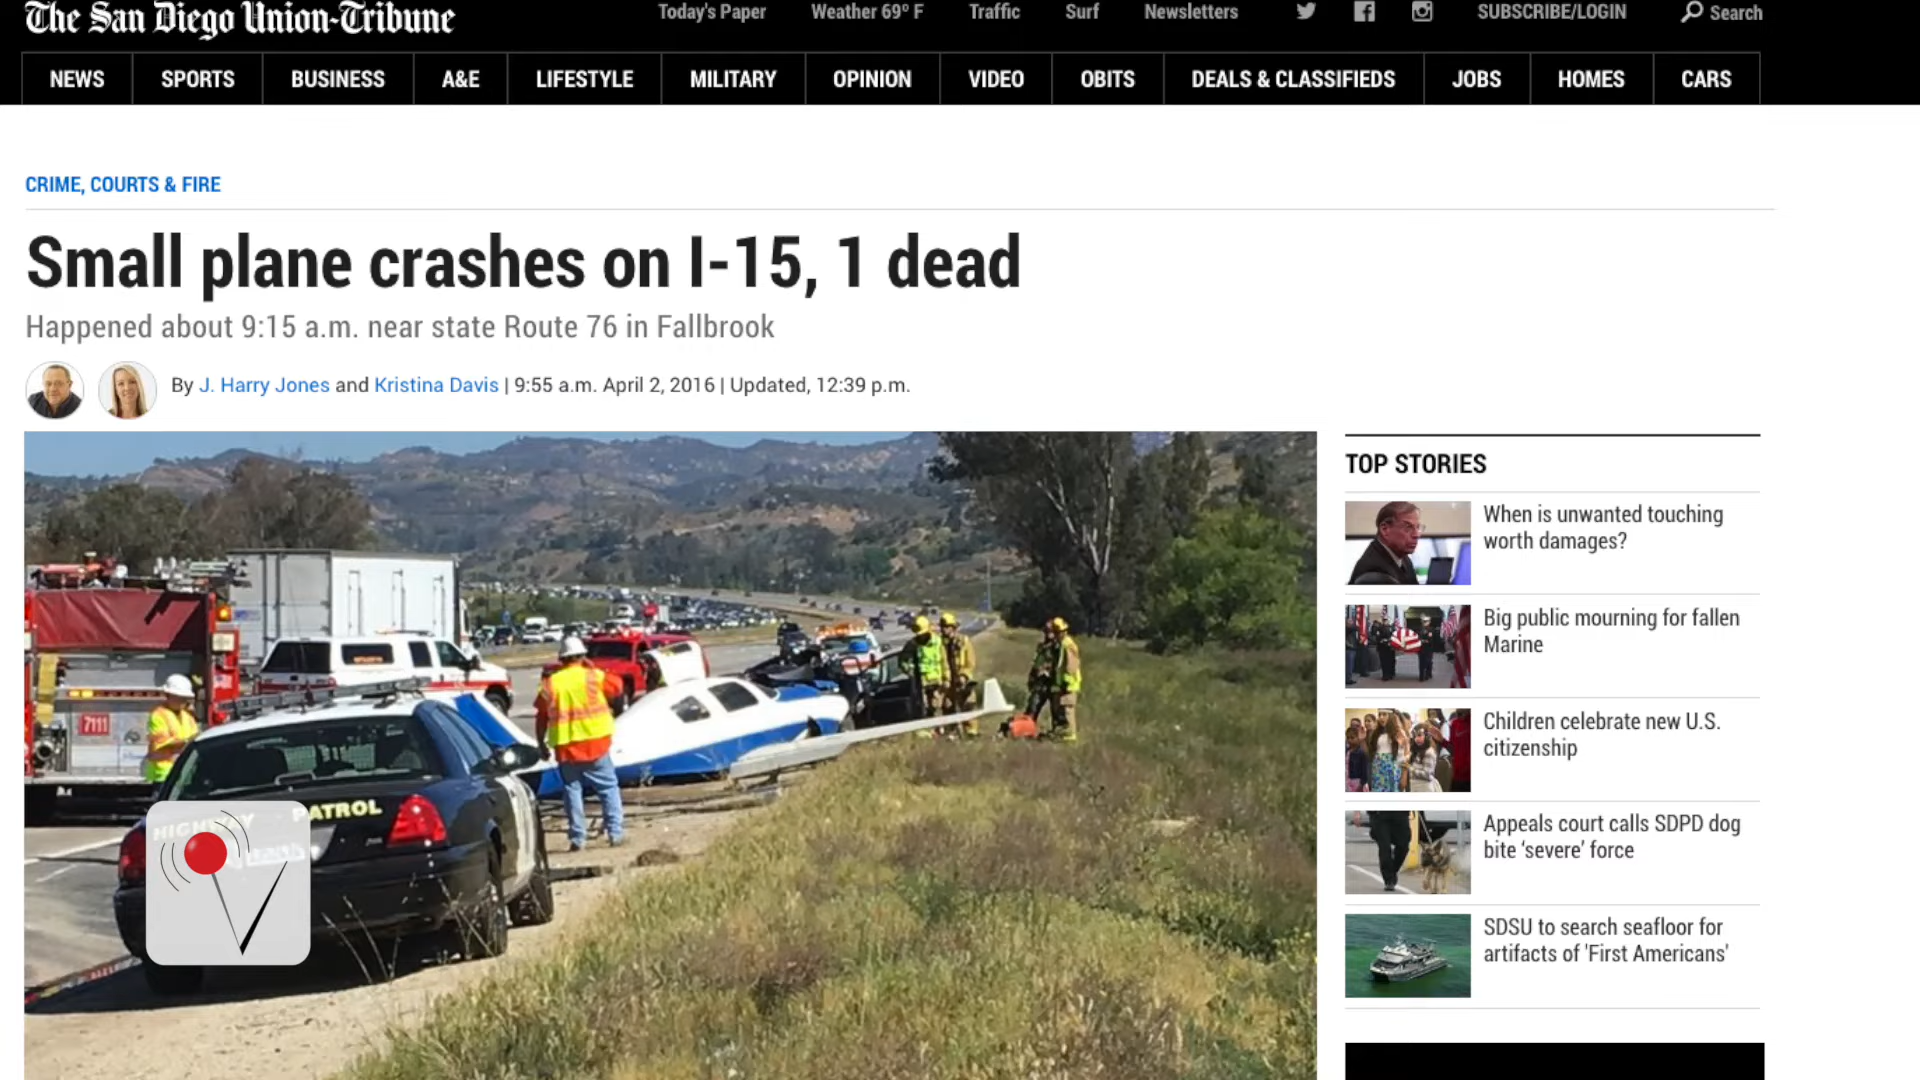 The San Diego Union-Tribune
Today's Paper Weather 69° F Traffic Surf Newsletters SUBSCRIBE/LOGIN Search
NEWS SPORTS BUSINESS A&E LIFESTYLE MILITARY OPINION VIDEO OBITS DEALS & CLASSIFIEDS JOBS HOMES CARS
CRIME, COURTS & FIRE
Small plane crashes on I-15, 1 dead
Happened about 9:15 a.m. near state Route 76 in Fallbrook
By J. Harry Jones and Kristina Davis | 9:55 a.m. April 2, 2016 | Updated, 12:39 p.m.
7111
HIGHWAY PATROL
TOP STORIES
When is unwanted touching
worth damages?
Big public mourning for fallen
Marine
Children celebrate new U.S.
citizenship
Appeals court calls SDPD dog
bite ‘severe’ force
SDSU to search seafloor for
artifacts of 'First Americans'